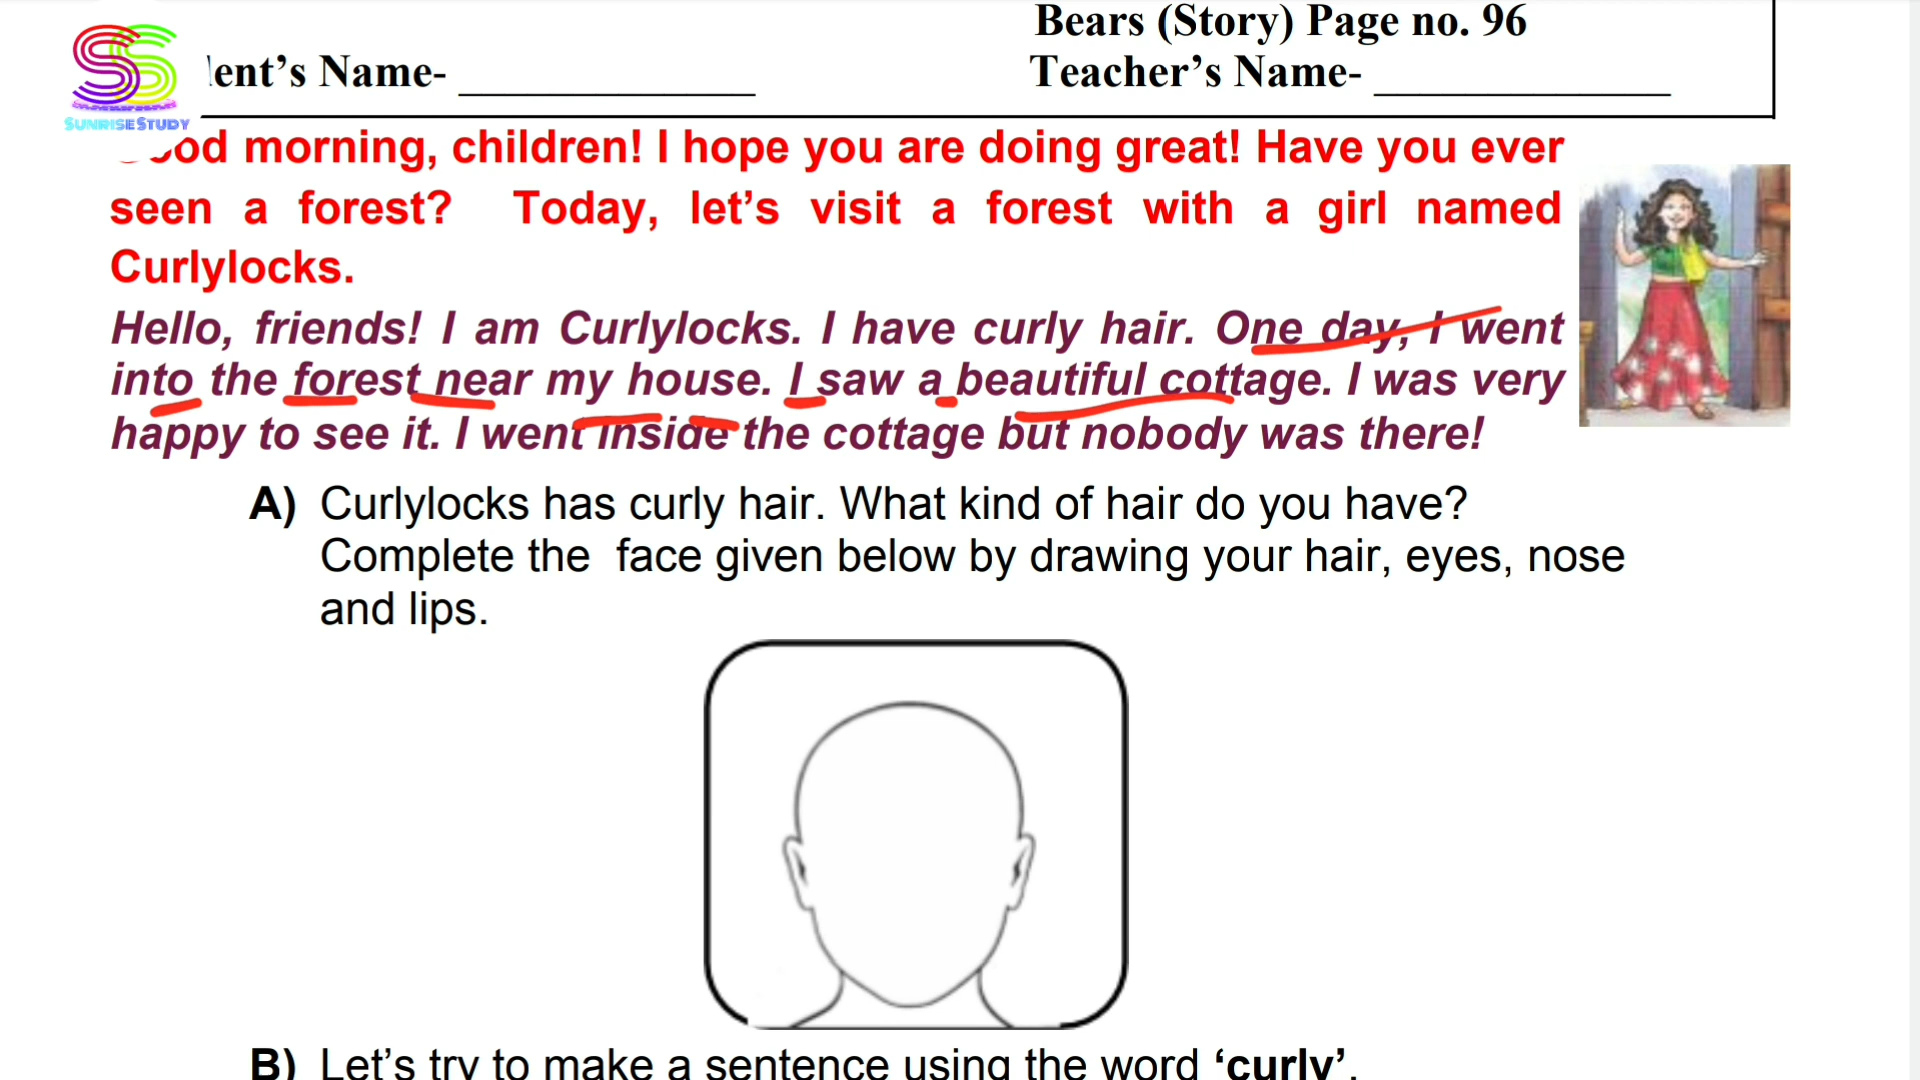 Bears (Story) Page no. 96
SUNRISESTUDY
ent’s Name- _____________ Teacher’s Name- _____________
morning, children! I hope you are doing great! Have you ever
seen a forest? Today, let’s visit a forest with a girl named
Curlylocks.
Hello, friends! I am Curlylocks. I have curly hair. One day, I went
into the forest near my house. I saw a beautiful cottage. I was very
happy to see it. I went inside the cottage but nobody was there!
A) Curlylocks has curly hair. What kind of hair do you have?
Complete the face given below by drawing your hair, eyes, nose
and lips.
B) Let’s try to make a sentence using the word ‘curly’.